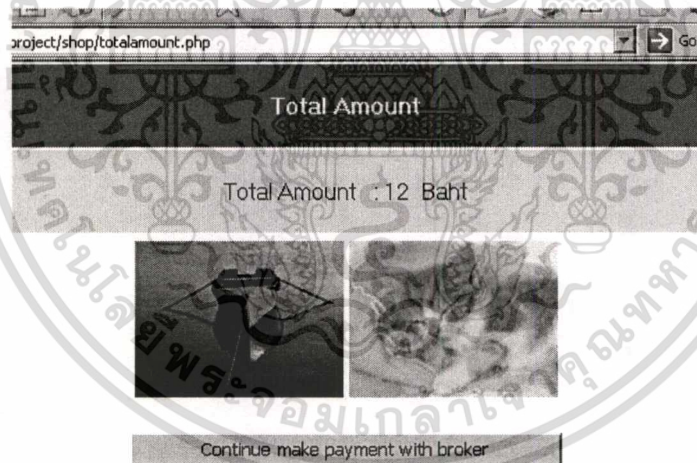 project/shop/totalamount.php Go
Total Amount
Total Amount : 12 Baht
Continue make payment with broker